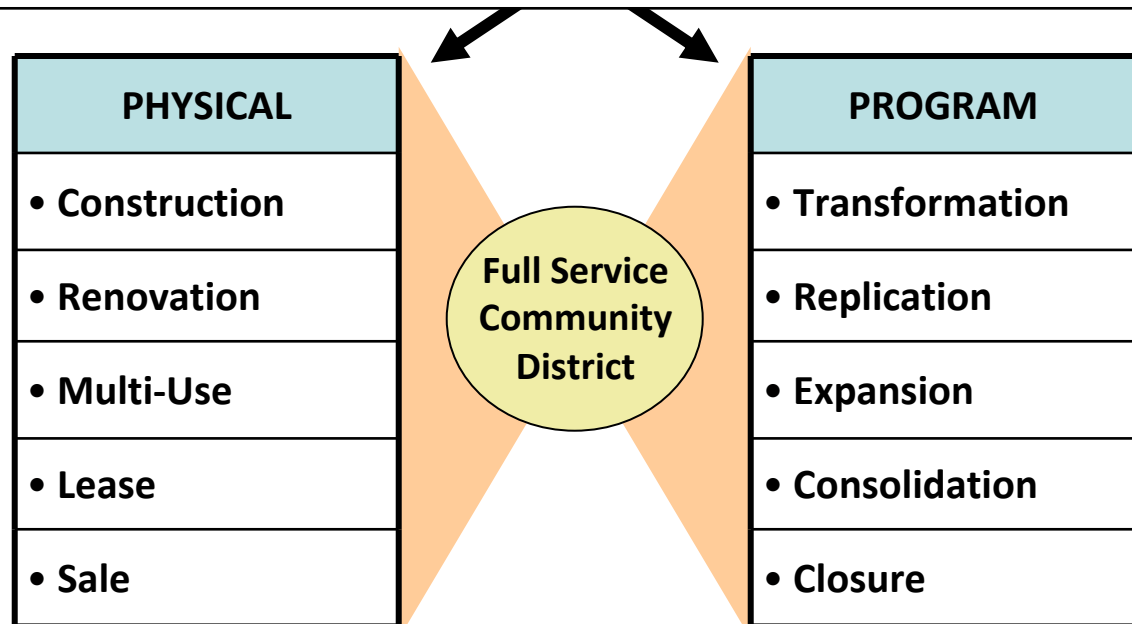 PHYSICAL
• Construction
• Renovation
• Multi-Use
• Lease
• Sale
Full Service
Community
District
PROGRAM
• Transformation
• Replication
• Expansion
• Consolidation
• Closure